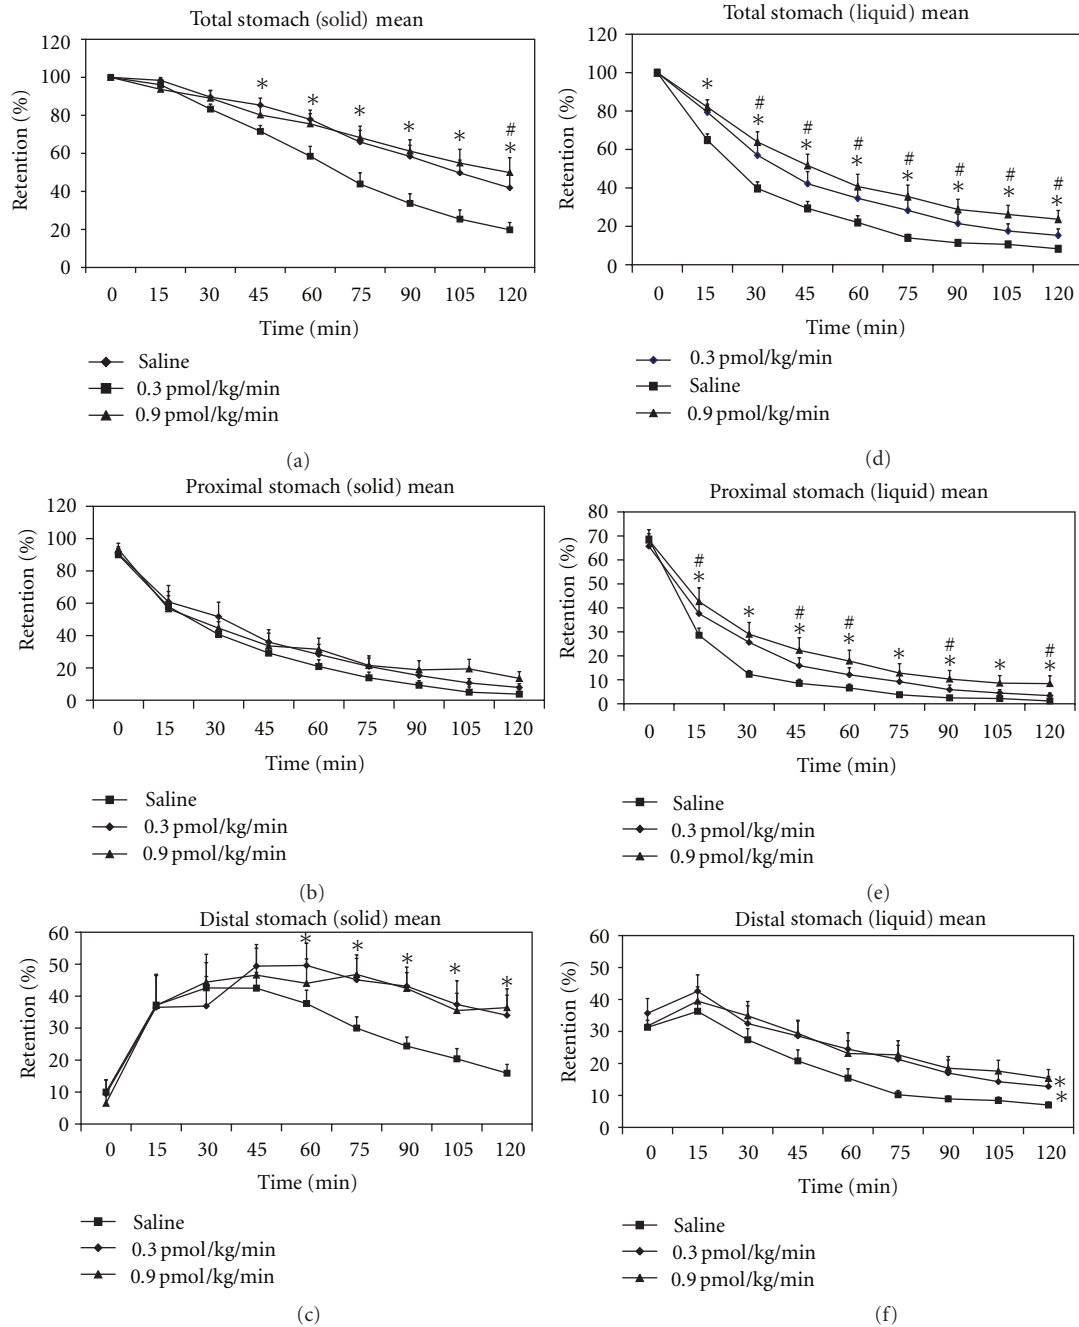 Total stomach (solid) mean
120
100
80
60
40
20
0
Retention (%)
* * * * * # *
0 15 30 45 60 75 90 105 120
Time (min)
Saline
0.3 pmol/kg/min
0.9 pmol/kg/min
(a)
Total stomach (liquid) mean
120
100
80
60
40
20
0
Retention (%)
* # * # * # * # * # * # * # *
0 15 30 45 60 75 90 105 120
Time (min)
0.3 pmol/kg/min
Saline
0.9 pmol/kg/min
(d)
Proximal stomach (solid) mean
120
100
80
60
40
20
0
Retention (%)
0 15 30 45 60 75 90 105 120
Time (min)
Saline
0.3 pmol/kg/min
0.9 pmol/kg/min
(b)
Proximal stomach (liquid) mean
80
70
60
50
40
30
20
10
0
Retention (%)
# * * # * # * * # * * # *
0 15 30 45 60 75 90 105 120
Time (min)
Saline
0.3 pmol/kg/min
0.9 pmol/kg/min
(e)
Distal stomach (solid) mean
60
50
40
30
20
10
0
Retention (%)
* * * * *
0 15 30 45 60 75 90 105 120
Time (min)
Saline
0.3 pmol/kg/min
0.9 pmol/kg/min
(c)
Distal stomach (liquid) mean
60
50
40
30
20
10
0
Retention (%)
*
*
0 15 30 45 60 75 90 105 120
Time (min)
Saline
0.3 pmol/kg/min
0.9 pmol/kg/min
(f)